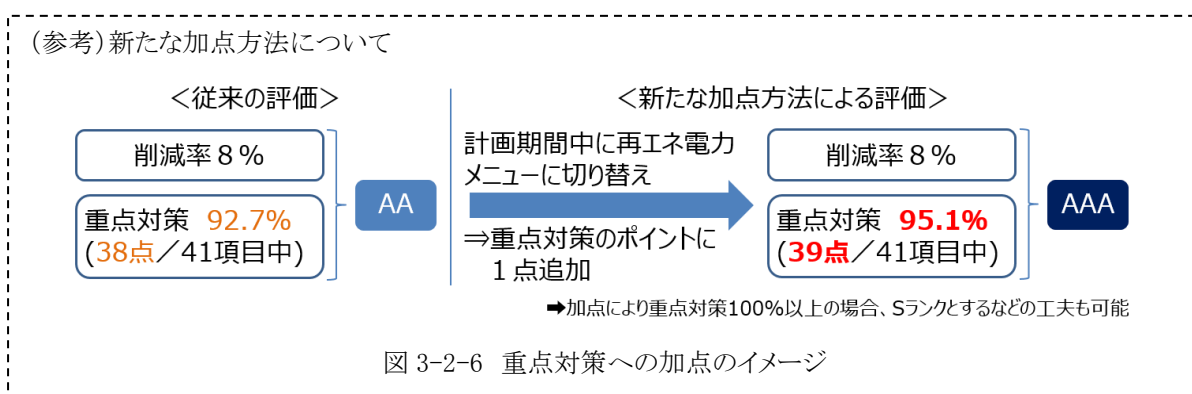 (参考)新たな加点方法について
＜従来の評価＞
削減率８％
重点対策 92.7%
(38点／41項目中)
AA
＜新たな加点方法による評価＞
計画期間中に再エネ電力
メニューに切り替え
⇒重点対策のポイントに
１点追加
削減率８％
重点対策 95.1%
(39点／41項目中)
AAA
➡加点により重点対策100%以上の場合、Sランクとするなどの工夫も可能
図 3-2-6 重点対策への加点のイメージ